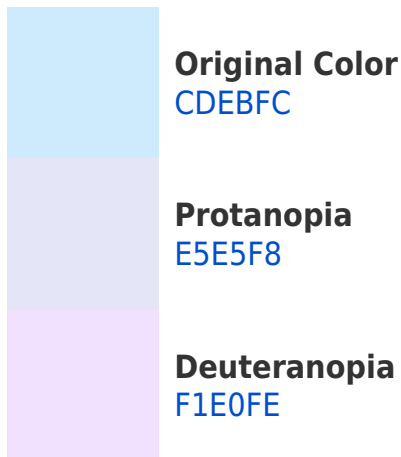 Original Color
CDEBFC
Protanopia
E5E5F8
Deuteranopia
F1E0FE